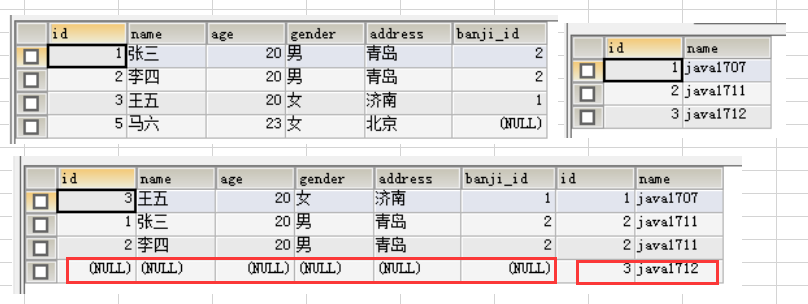 id name age gender address banji_id
1 张三 20 男 青岛 2
2 李四 20 男 青岛 2
3 王五 20 女 济南 1
5 马六 23 女 北京 (NULL)
id name
1 java1707
2 java1711
3 java1712
id name age gender address banji_id id name
3 王五 20 女 济南 1 1 java1707
1 张三 20 男 青岛 2 2 java1711
2 李四 20 男 青岛 2 2 java1711
(NULL) (NULL) (NULL) (NULL) (NULL) (NULL) 3 java1712